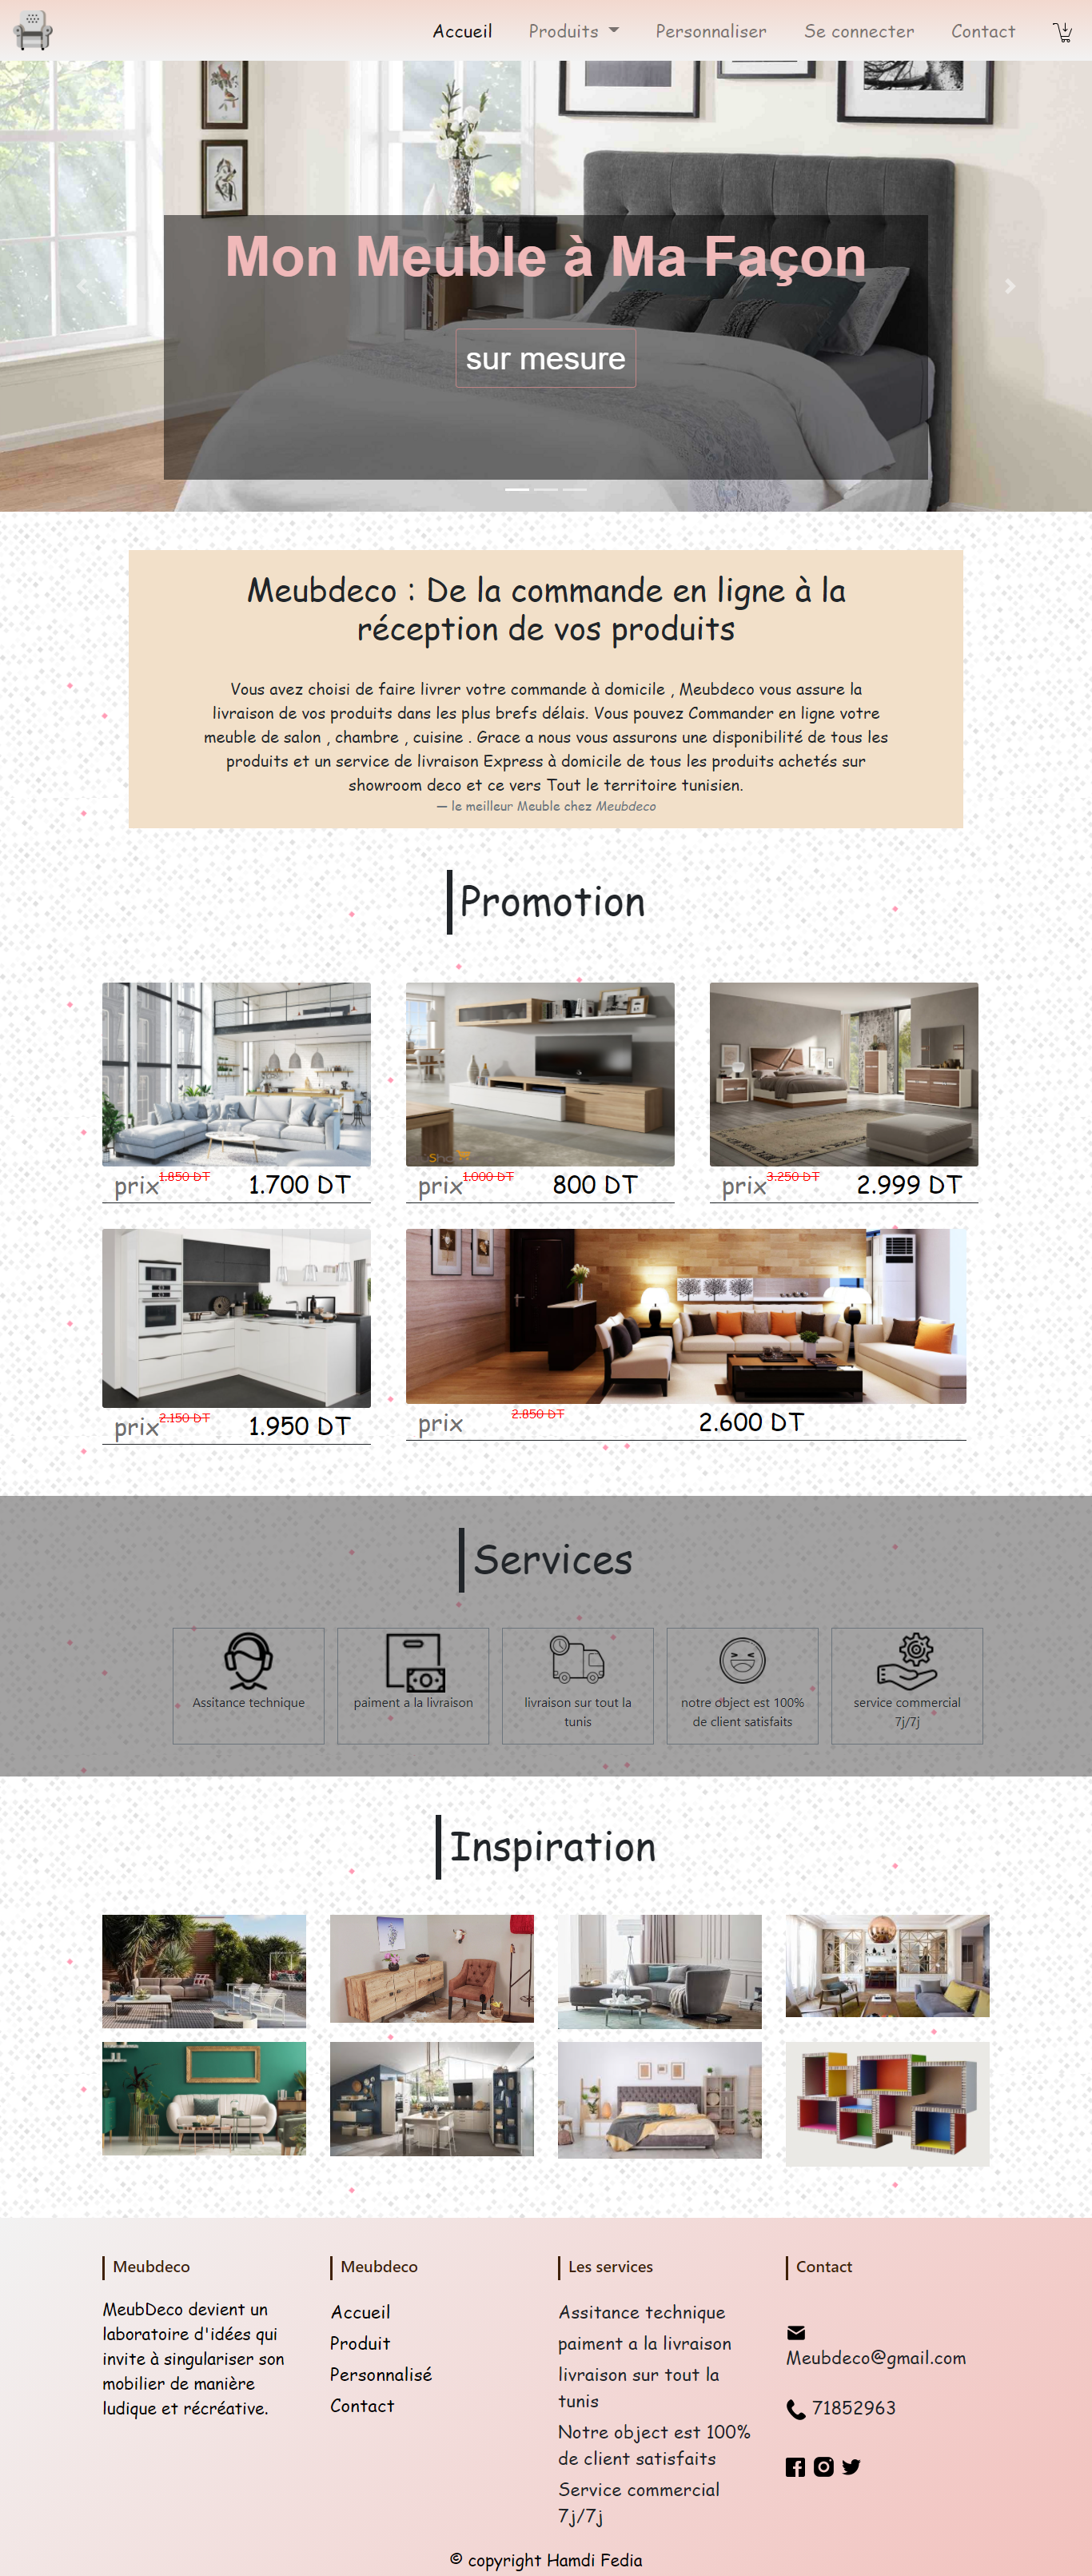 Accueil Produits Personnaliser Se connecter Contact
Mon Meuble à Ma Façon
sur mesure
Meubdeco : De la commande en ligne à la
réception de vos produits
Vous avez choisi de faire livrer votre commande à domicile , Meubdeco vous assure la
livraison de vos produits dans les plus brefs délais. Vous pouvez Commander en ligne votre
meuble de salon , chambre , cuisine . Grace a nous vous assurons une disponibilité de tous les
produits et un service de livraison Express à domicile de tous les produits achetés sur
showroom deco et ce vers Tout le territoire tunisien.
— le meilleur Meuble chez Meubdeco
Promotion
prix 1.850 DT 1.700 DT
prix 1.000 DT 800 DT
prix 3.250 DT 2.999 DT
prix 2.150 DT 1.950 DT
prix 2.850 DT 2.600 DT
Services
Assitance technique
paiment a la livraison
livraison sur tout la
tunis
notre object est 100%
de client satisfaits
service commercial
7j/7j
Inspiration
Meubdeco
MeubDeco devient un
laboratoire d'idées qui
invite à singulariser son
mobilier de manière
ludique et récréative.
Meubdeco
Accueil
Produit
Personnalisé
Contact
Les services
Assitance technique
paiment a la livraison
livraison sur tout la
tunis
Notre object est 100%
de client satisfaits
Service commercial
7j/7j
Contact
Meubdeco@gmail.com
71852963
© copyright Hamdi Fedia